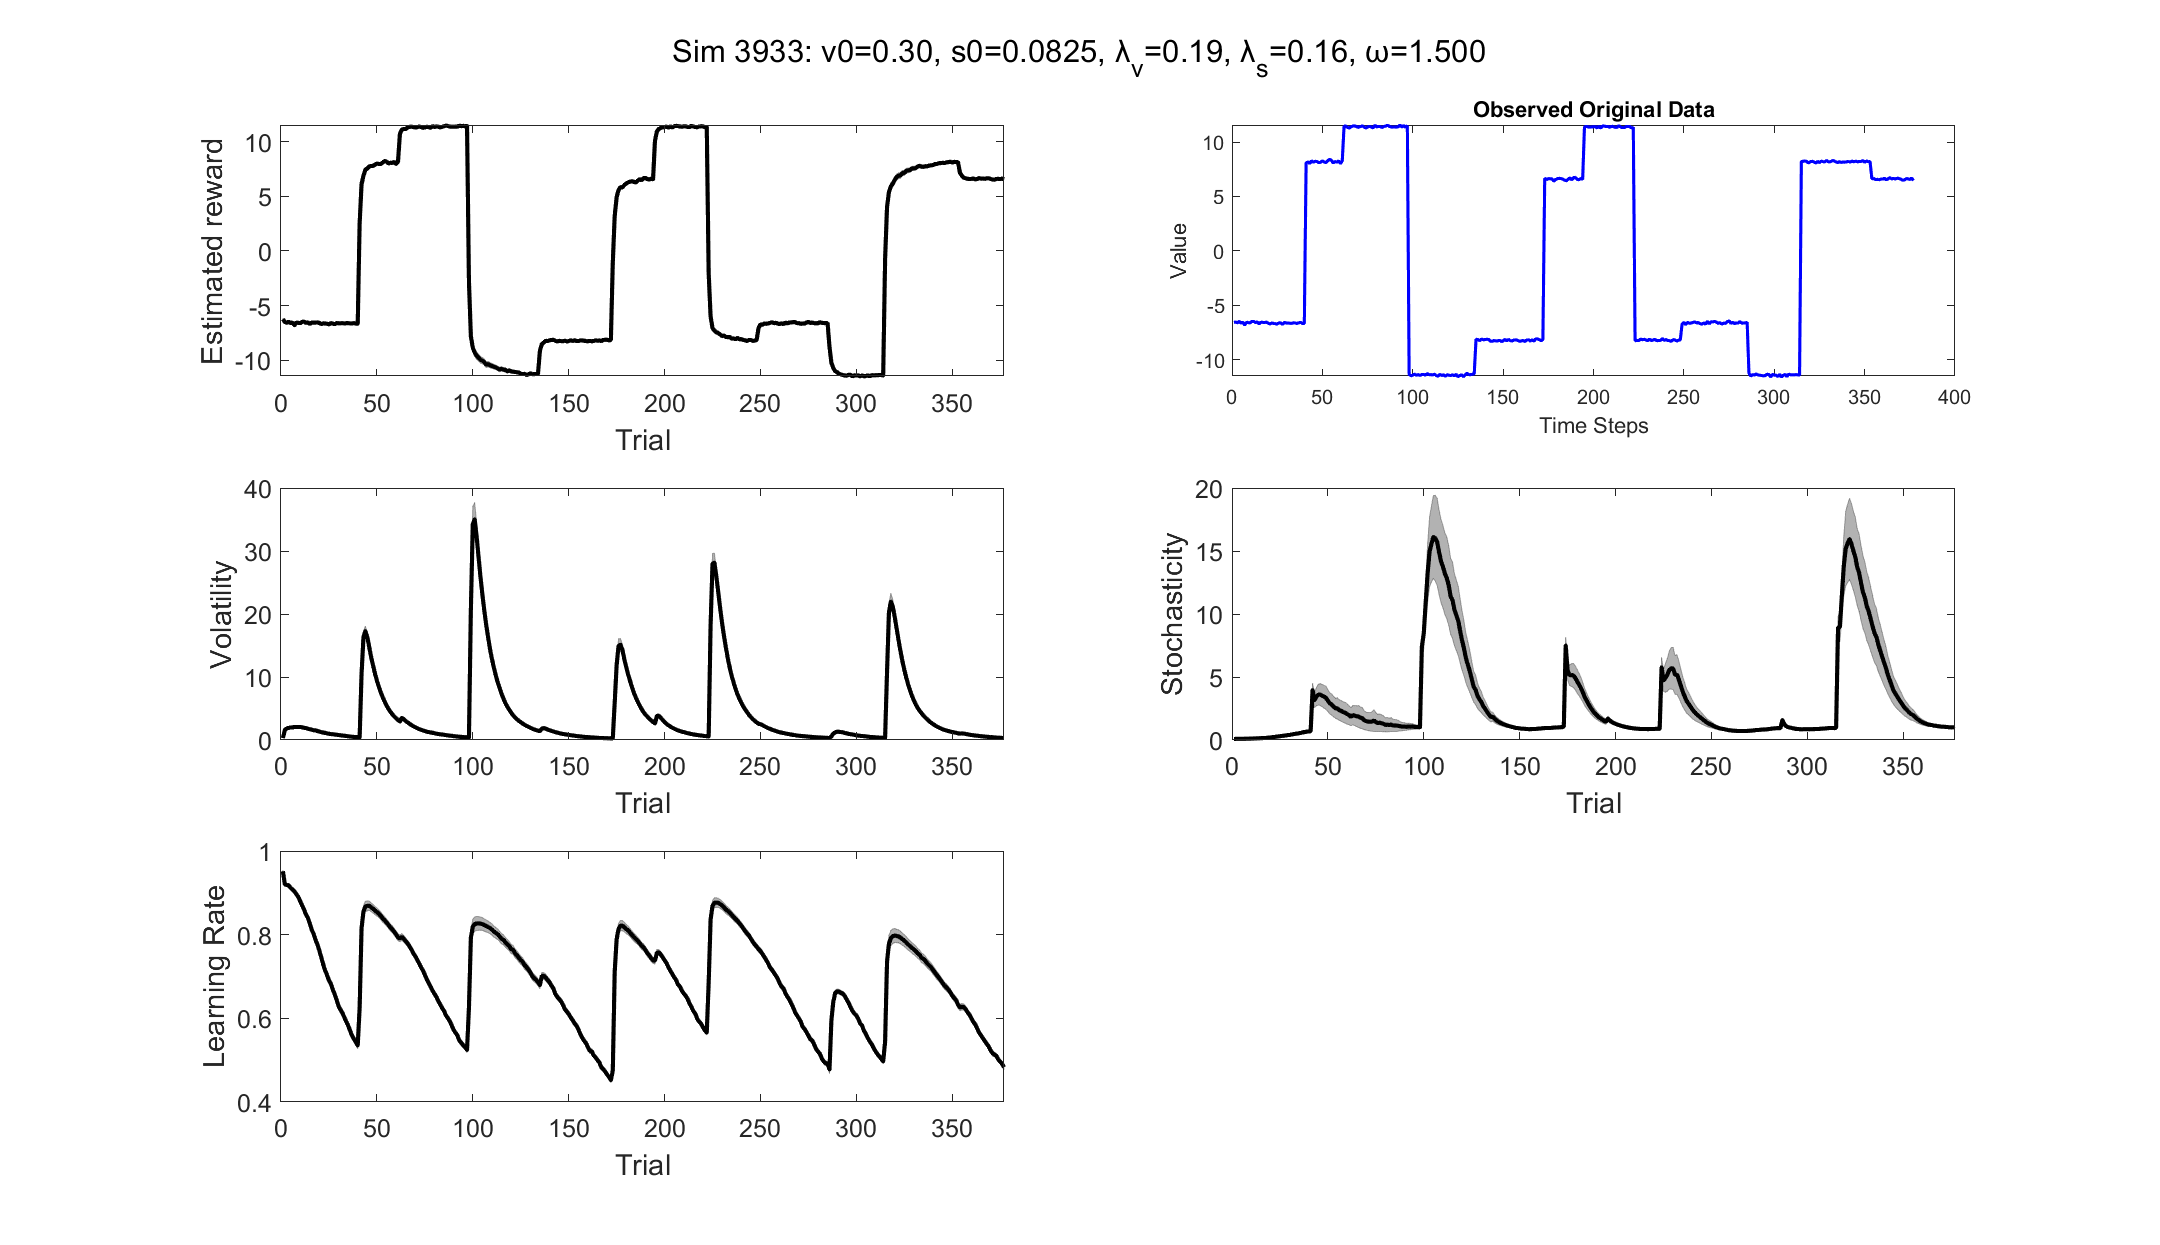 Sim 3933: v0=0.30, s0=0.0825, λ_v=0.19, λ_s=0.16, ω=1.500
Estimated reward
10
5
0
-5
-10
0 50 100 150 200 250 300 350
Trial
Observed Original Data
Value
10
5
0
-5
-10
0 50 100 150 200 250 300 350 400
Time Steps
Volatility
40
30
20
10
0
0 50 100 150 200 250 300 350
Trial
Stochasticity
20
15
10
5
0
0 50 100 150 200 250 300 350
Trial
Learning Rate
1
0.8
0.6
0.4
0 50 100 150 200 250 300 350
Trial